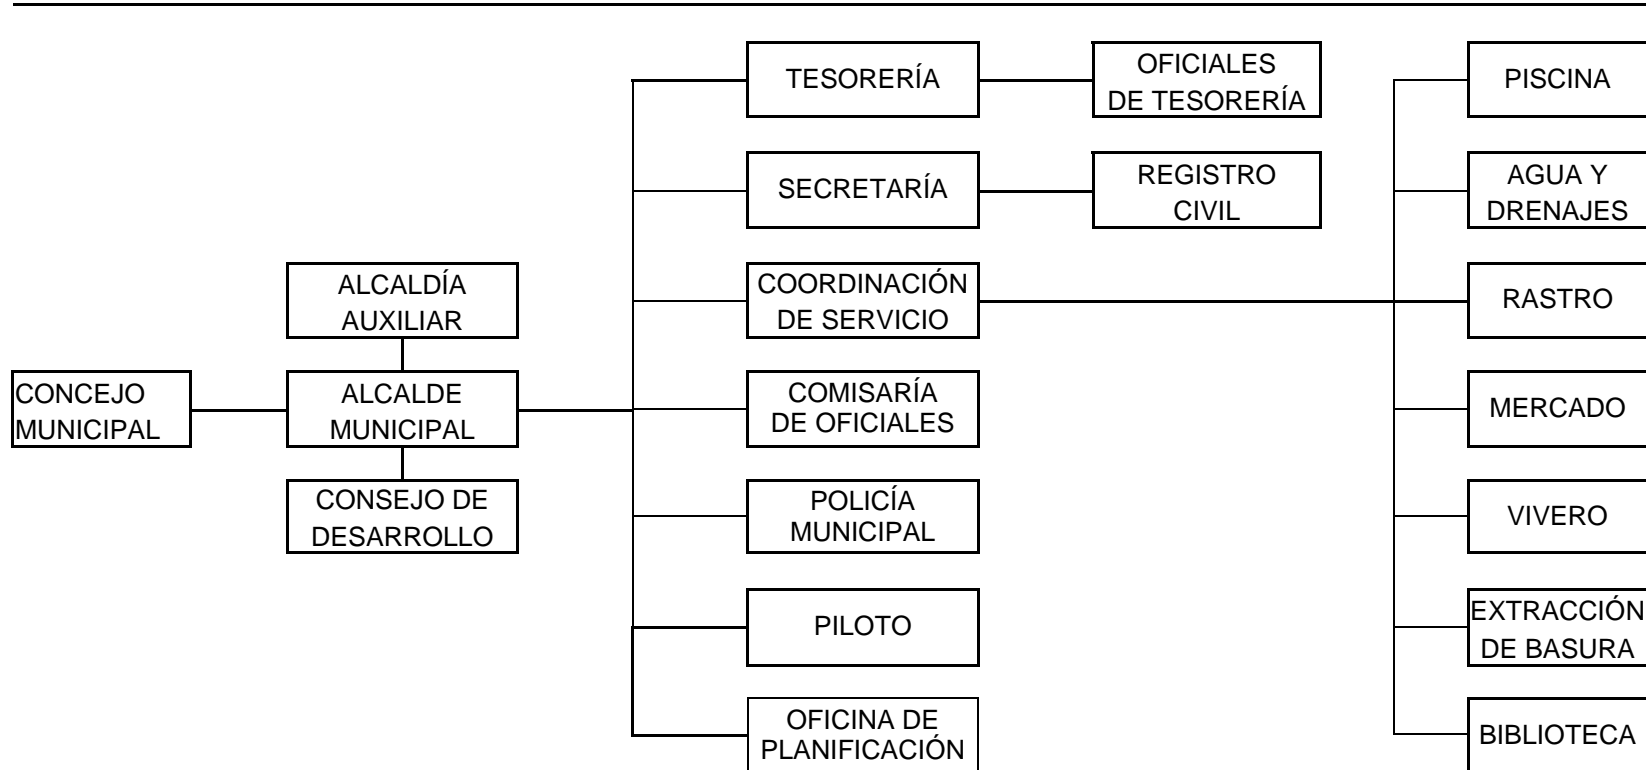 TESORERÍA
OFICIALES
DE TESORERÍA
PISCINA
SECRETARÍA
REGISTRO
CIVIL
AGUA Y
DRENAJES
ALCALDÍA
AUXILIAR
COORDINACIÓN
DE SERVICIO
RASTRO
CONCEJO
MUNICIPAL
ALCALDE
MUNICIPAL
COMISARÍA
DE OFICIALES
MERCADO
CONSEJO DE
DESARROLLO
POLICÍA
MUNICIPAL
VIVERO
PILOTO
EXTRACCIÓN
DE BASURA
OFICINA DE
PLANIFICACIÓN
BIBLIOTECA